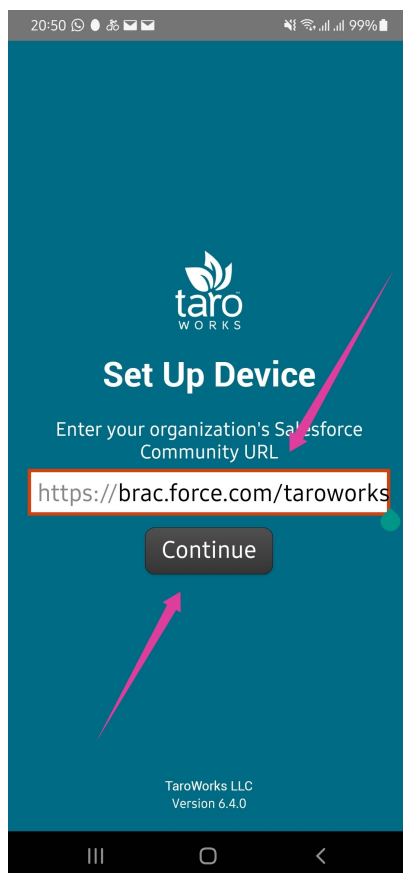 20:50 99%
taro
WORKS
Set Up Device
Enter your organization's Salesforce
Community URL
https://brac.force.com/taroworks
Continue
TaroWorks LLC
Version 6.4.0